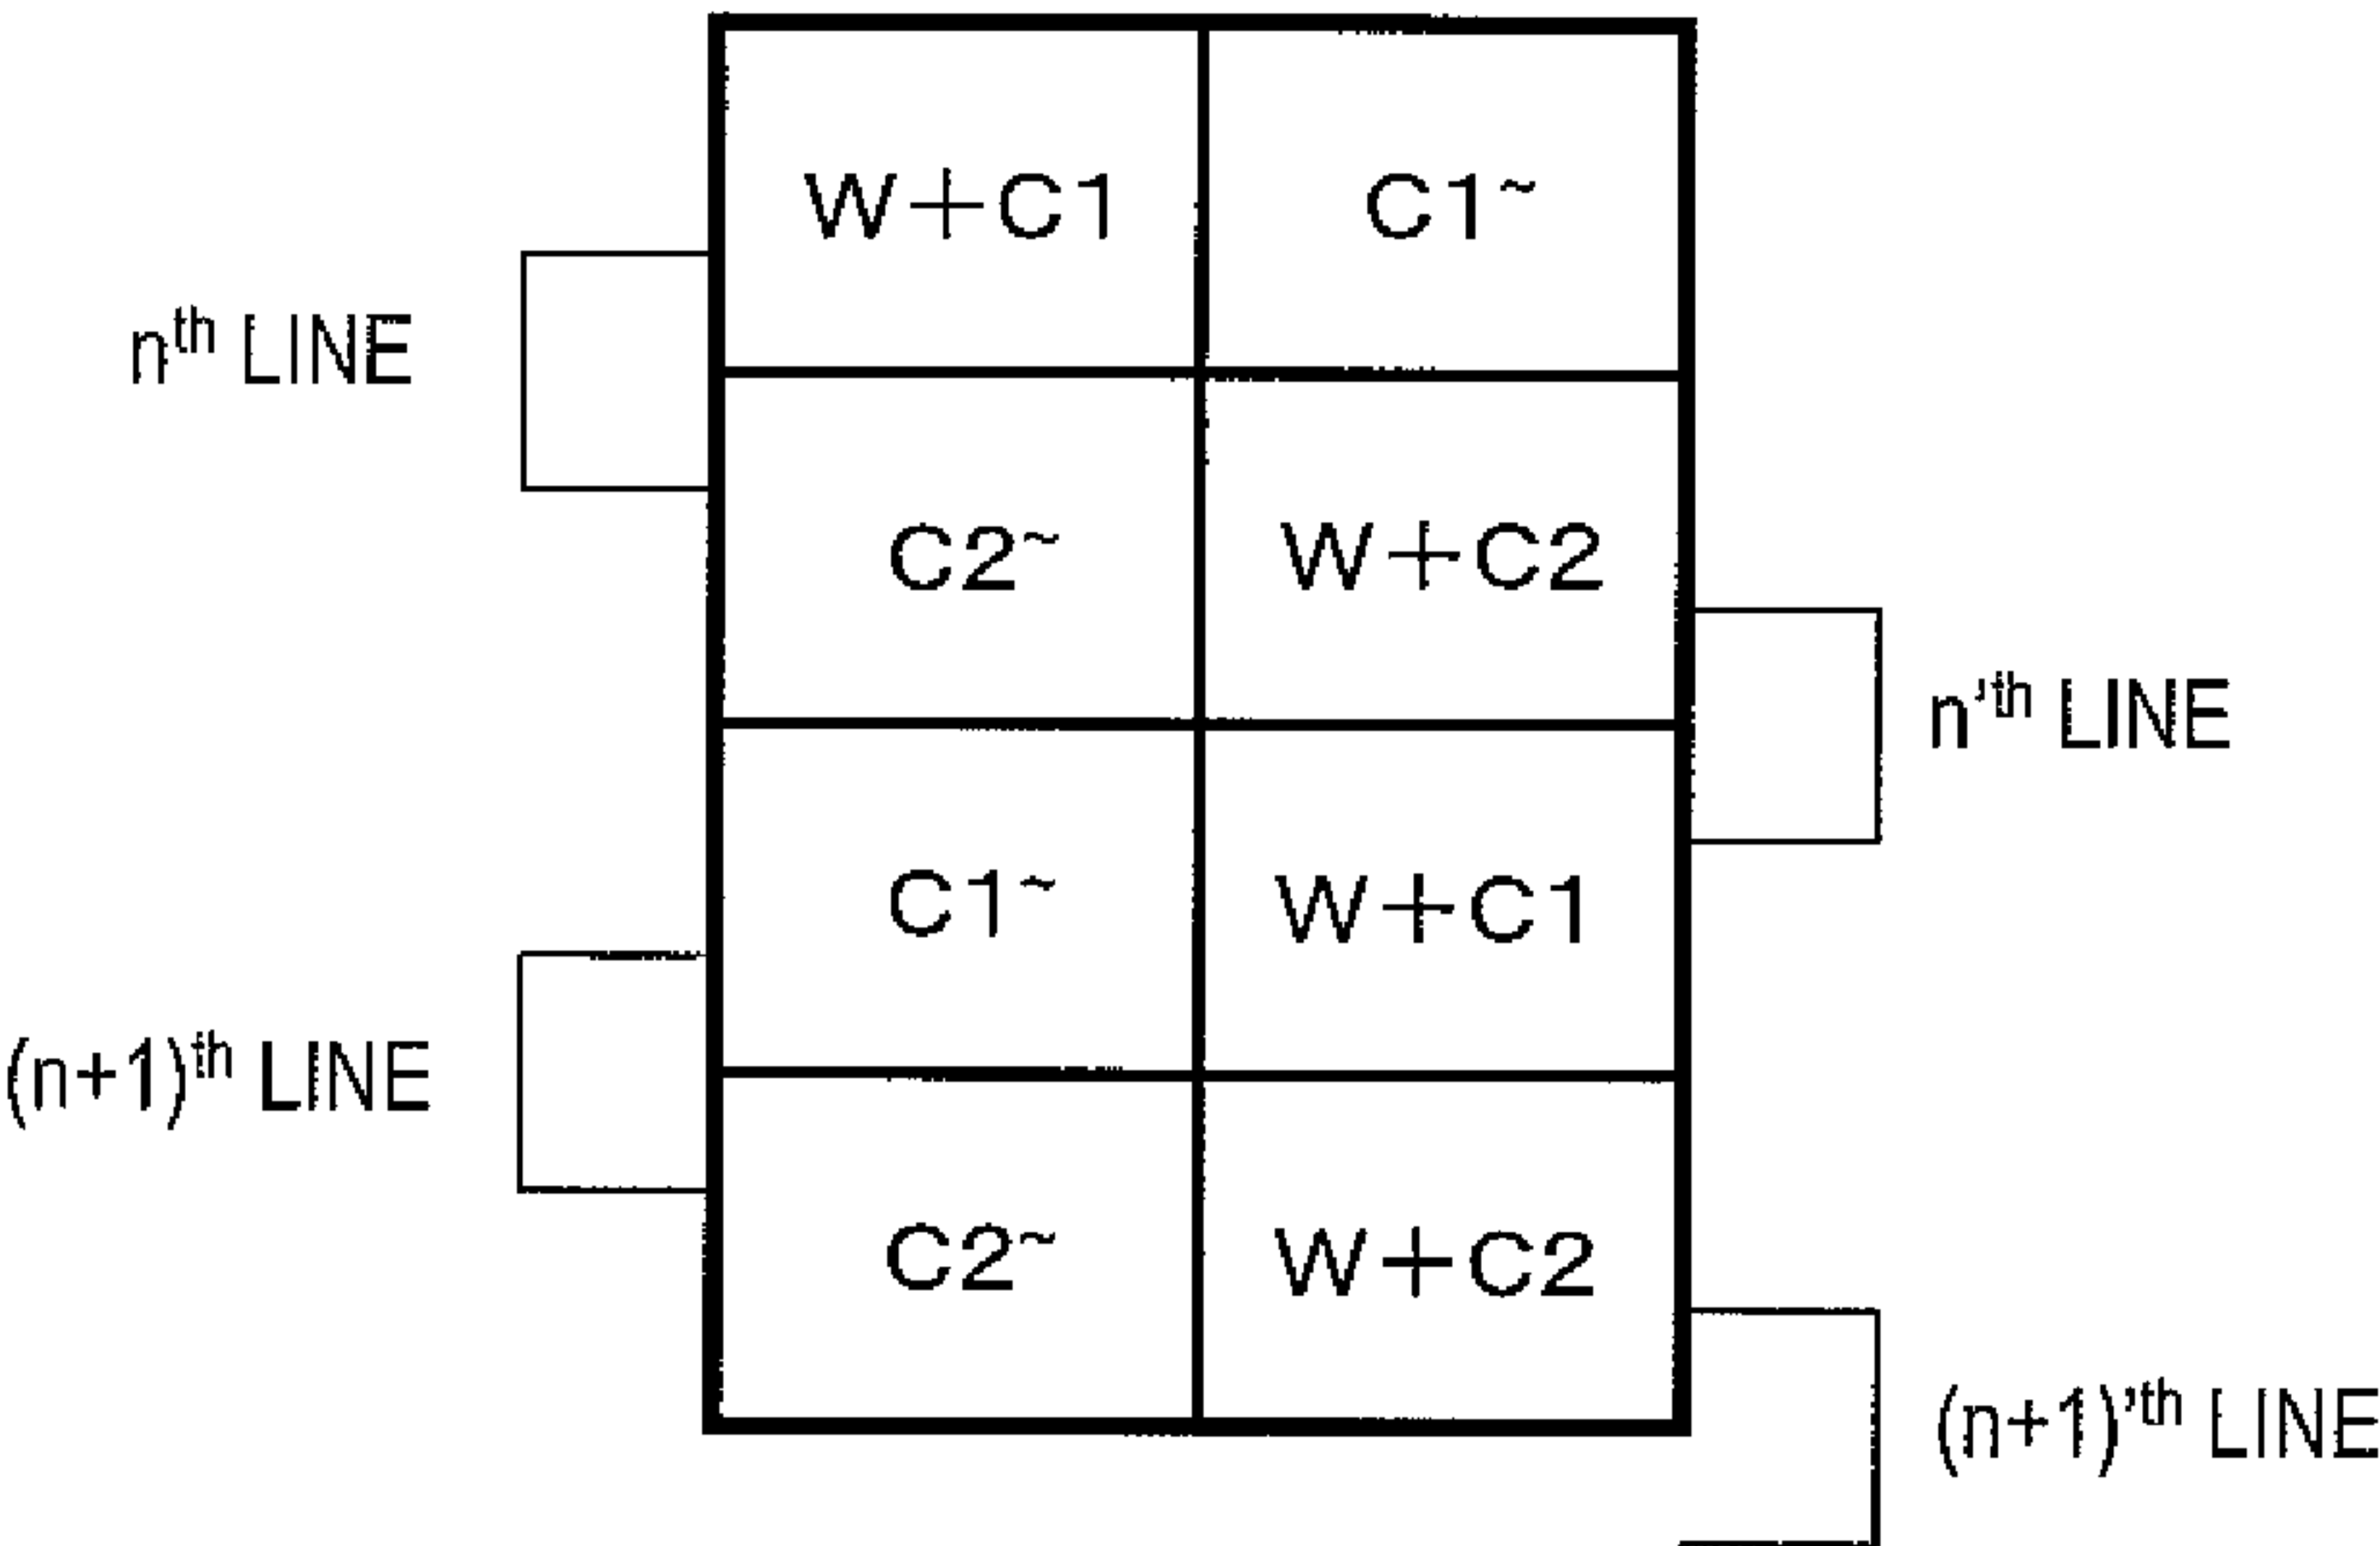 W+C1 C1~
nth LINE
C2~ W+C2
n'th LINE
C1~ W+C1
(n+1)th LINE
C2~ W+C2
(n+1)'th LINE